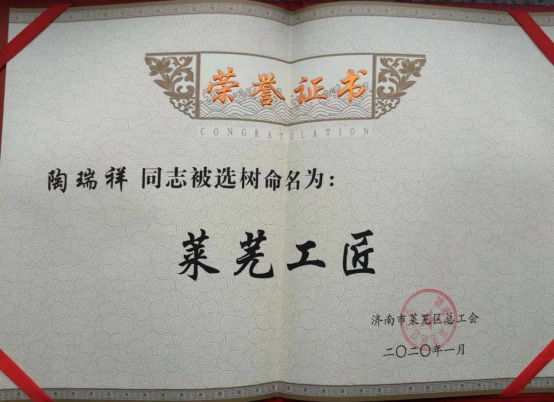 荣誉证书
CONGRATULATION
陶瑞祥 同志被选树命名为：
莱芜工匠
济南市莱芜区总工会
二〇二〇年一月